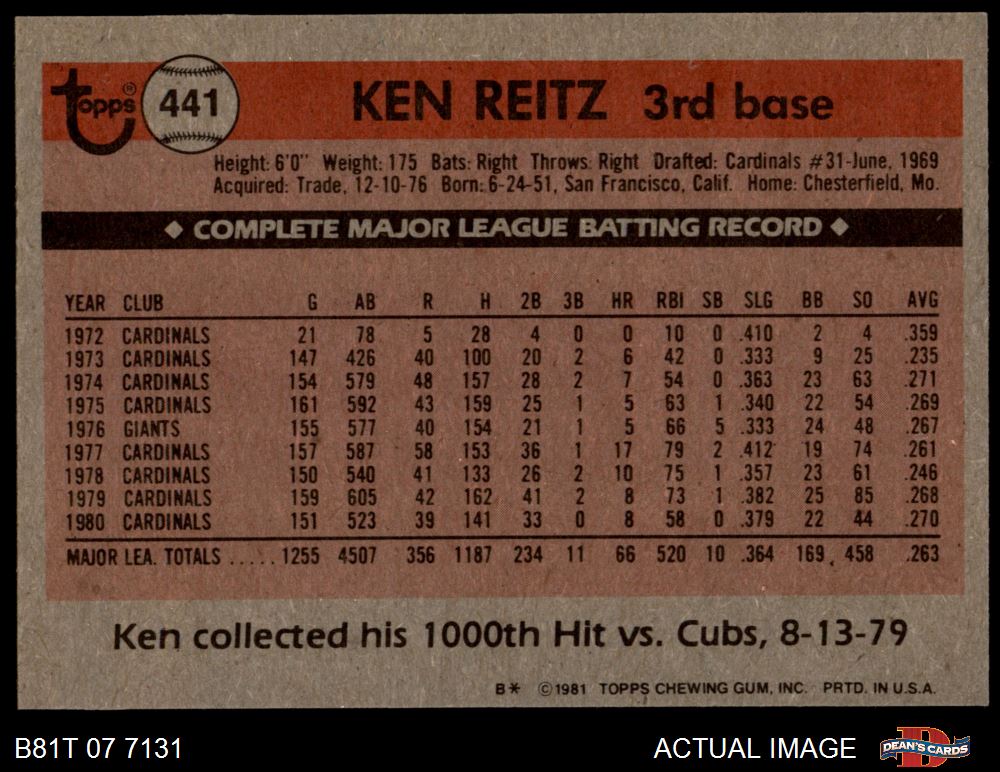 Topps® 441 KEN REITZ 3rd base
Height: 6'0" Weight: 175 Bats: Right Throws: Right Drafted: Cardinals #31-June, 1969
Acquired: Trade, 12-10-76 Born: 6-24-51, San Francisco, Calif. Home: Chesterfield, Mo.
◆ COMPLETE MAJOR LEAGUE BATTING RECORD ◆
YEAR CLUB G AB R H 2B 3B HR RBI SB SLG BB SO AVG
1972 CARDINALS 21 78 5 28 4 0 0 10 0 .410 2 4 .359
1973 CARDINALS 147 426 40 100 20 2 6 42 0 .333 9 25 .235
1974 CARDINALS 154 579 48 157 28 2 7 54 0 .363 23 63 .271
1975 CARDINALS 161 592 43 159 25 1 5 63 1 .340 22 54 .269
1976 GIANTS 155 577 40 154 21 1 5 66 5 .333 24 48 .267
1977 CARDINALS 157 587 58 153 36 1 17 79 2 .412 19 74 .261
1978 CARDINALS 150 540 41 133 26 2 10 75 1 .357 23 61 .246
1979 CARDINALS 159 605 42 162 41 2 8 73 1 .382 25 85 .268
1980 CARDINALS 151 523 39 141 33 0 8 58 0 .379 22 44 .270
MAJOR LEA. TOTALS ..... 1255 4507 356 1187 234 11 66 520 10 .364 169 458 .263
Ken collected his 1000th Hit vs. Cubs, 8-13-79
B* ©1981 TOPPS CHEWING GUM, INC. PRTD. IN U.S.A.
B81T 07 7131 ACTUAL IMAGE DEAN'S CARDS